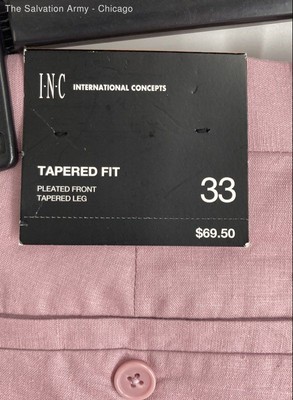 The Salvation Army - Chicago
I·N·C INTERNATIONAL CONCEPTS
TAPERED FIT
PLEATED FRONT
TAPERED LEG
33
$69.50